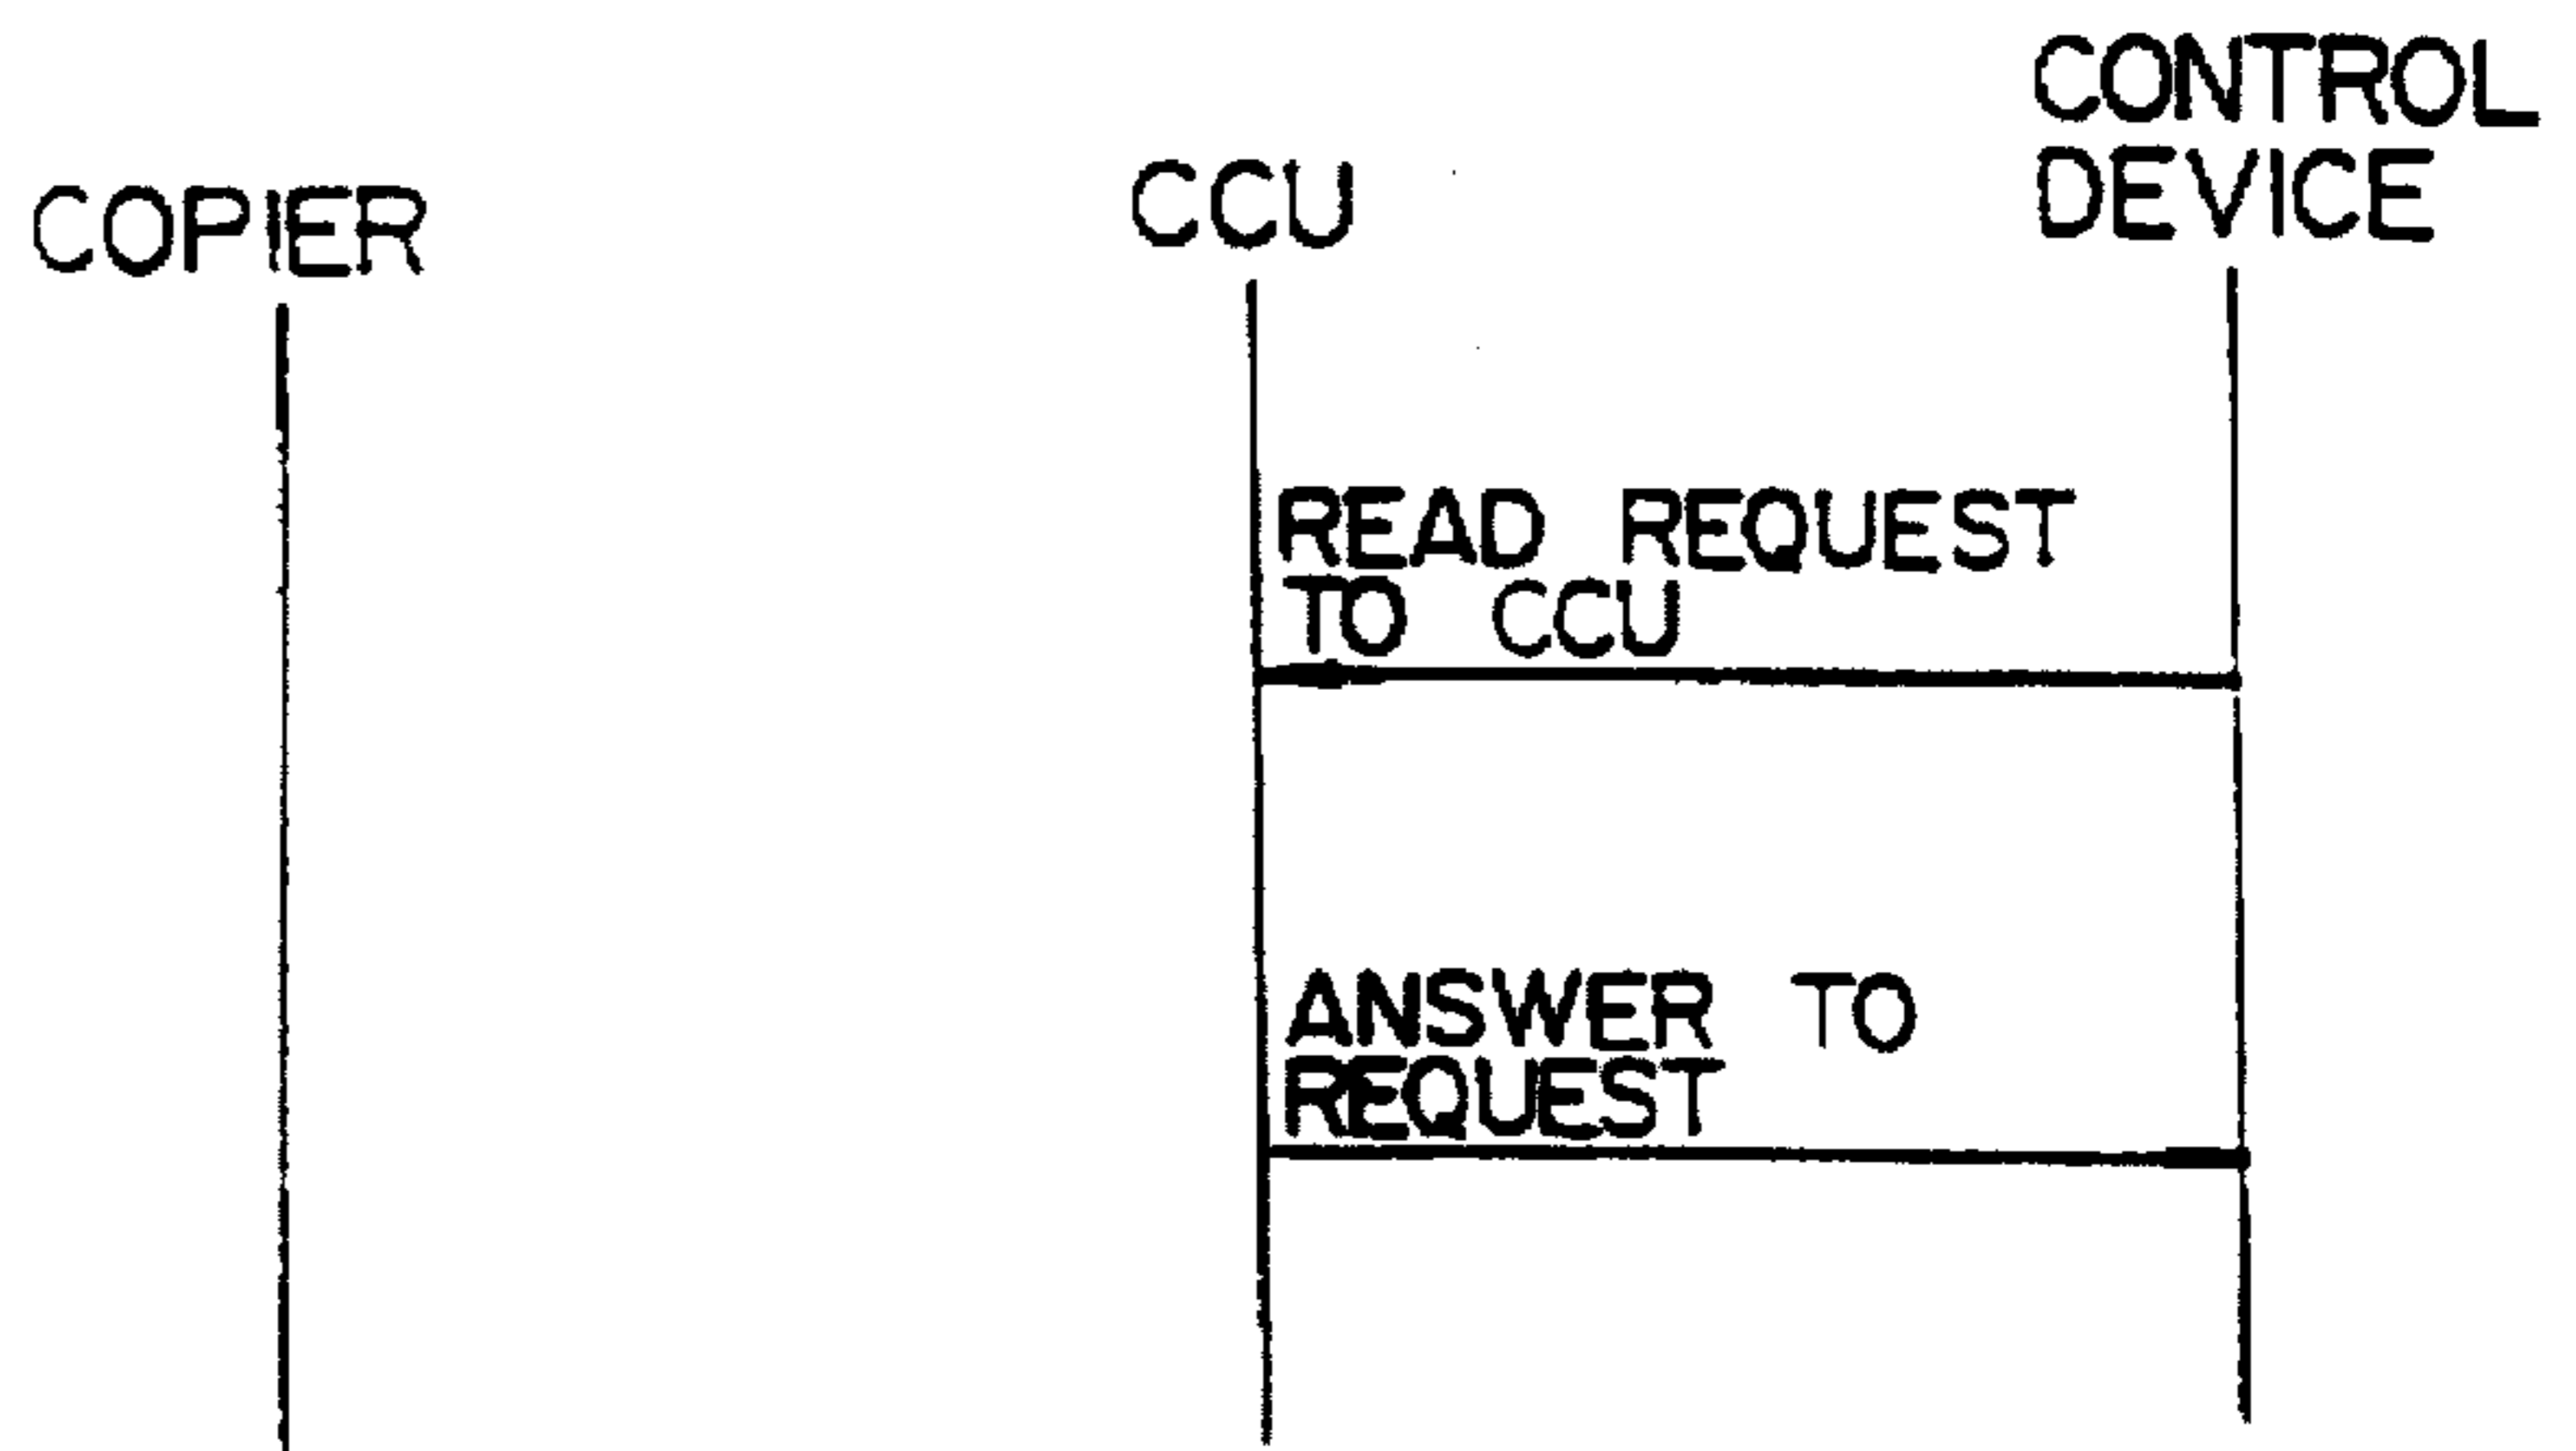 COPIER
CCU
CONTROL
DEVICE
READ REQUEST
TO CCU
ANSWER TO
REQUEST